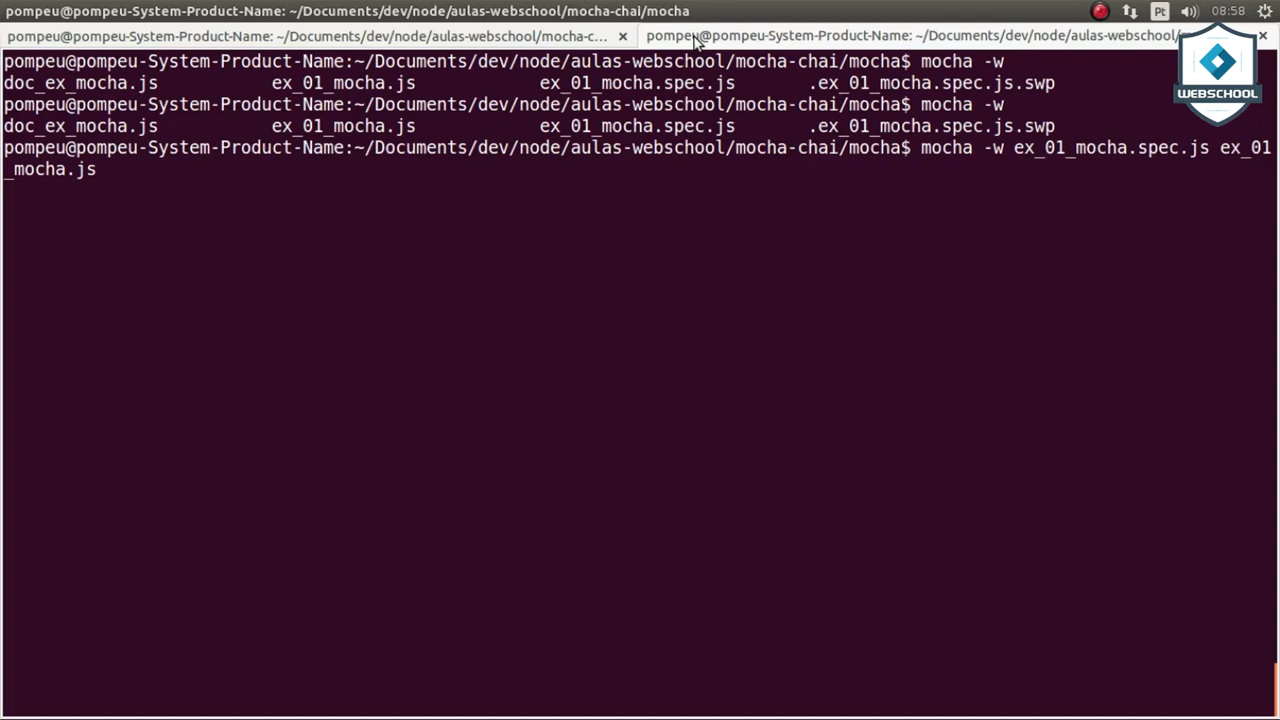 pompeu@pompeu-System-Product-Name: ~/Documents/dev/node/aulas-webschool/mocha-chai/mocha
Pt
08:58
pompeu@pompeu-System-Product-Name: ~/Documents/dev/node/aulas-webschool/mocha-c... ×
pompeu@pompeu-System-Product-Name: ~/Documents/dev/node/aulas-webschool/ ×
WEBSCHOOL
pompeu@pompeu-System-Product-Name:~/Documents/dev/node/aulas-webschool/mocha-chai/mocha$ mocha -w
doc_ex_mocha.js ex_01_mocha.js ex_01_mocha.spec.js .ex_01_mocha.spec.js.swp
pompeu@pompeu-System-Product-Name:~/Documents/dev/node/aulas-webschool/mocha-chai/mocha$ mocha -w
doc_ex_mocha.js ex_01_mocha.js ex_01_mocha.spec.js .ex_01_mocha.spec.js.swp
pompeu@pompeu-System-Product-Name:~/Documents/dev/node/aulas-webschool/mocha-chai/mocha$ mocha -w ex_01_mocha.spec.js ex_01
_mocha.js